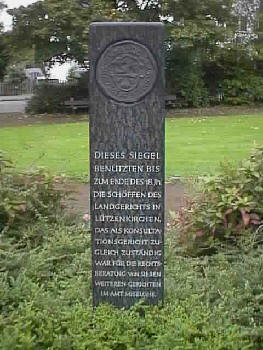 DIESES SIEGEL
BENUTZTEN BIS
ZUM ENDE DES 18.Jh.
DIE SCHÖFFEN DES
LANDGERICHTS IN
LÜTZENKIRCHEN,
DAS ALS KONSULTA-
TIONSGERICHT ZU-
GLEICH ZUSTÄNDIG
WAR FÜR DIE RECHTS-
BERATUNG VON SIEBEN
WEITEREN GERICHTEN
IM AMT MISELOHE.